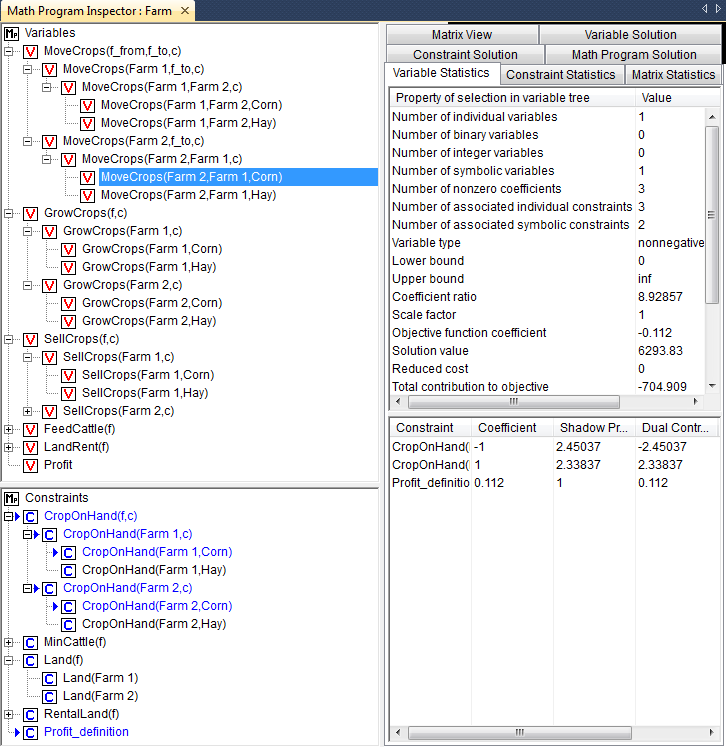 Math Program Inspector : Farm
Variables
MoveCrops(f_from,f_to,c)
MoveCrops(Farm 1,f_to,c)
MoveCrops(Farm 1,Farm 2,c)
MoveCrops(Farm 1,Farm 2,Corn)
MoveCrops(Farm 1,Farm 2,Hay)
MoveCrops(Farm 2,f_to,c)
MoveCrops(Farm 2,Farm 1,c)
MoveCrops(Farm 2,Farm 1,Corn)
MoveCrops(Farm 2,Farm 1,Hay)
GrowCrops(f,c)
GrowCrops(Farm 1,c)
GrowCrops(Farm 1,Corn)
GrowCrops(Farm 1,Hay)
GrowCrops(Farm 2,c)
GrowCrops(Farm 2,Corn)
GrowCrops(Farm 2,Hay)
SellCrops(f,c)
SellCrops(Farm 1,c)
SellCrops(Farm 1,Corn)
SellCrops(Farm 1,Hay)
SellCrops(Farm 2,c)
FeedCattle(f)
LandRent(f)
Profit
Constraints
CropOnHand(f,c)
CropOnHand(Farm 1,c)
CropOnHand(Farm 1,Corn)
CropOnHand(Farm 1,Hay)
CropOnHand(Farm 2,c)
CropOnHand(Farm 2,Corn)
CropOnHand(Farm 2,Hay)
MinCattle(f)
Land(f)
Land(Farm 1)
Land(Farm 2)
RentalLand(f)
Profit_definition
Matrix View Variable Solution
Constraint Solution Math Program Solution
Variable Statistics Constraint Statistics Matrix Statistics
Property of selection in variable tree Value
Number of individual variables 1
Number of binary variables 0
Number of integer variables 0
Number of symbolic variables 1
Number of nonzero coefficients 3
Number of associated individual constraints 3
Number of associated symbolic constraints 2
Variable type nonnegative
Lower bound 0
Upper bound inf
Coefficient ratio 8.92857
Scale factor 1
Objective function coefficient -0.112
Solution value 6293.83
Reduced cost 0
Total contribution to objective -704.909
Constraint Coefficient Shadow Pr... Dual Contr...
CropOnHand( -1 2.45037 -2.45037
CropOnHand( 1 2.33837 2.33837
Profit_definitio 0.112 1 0.112